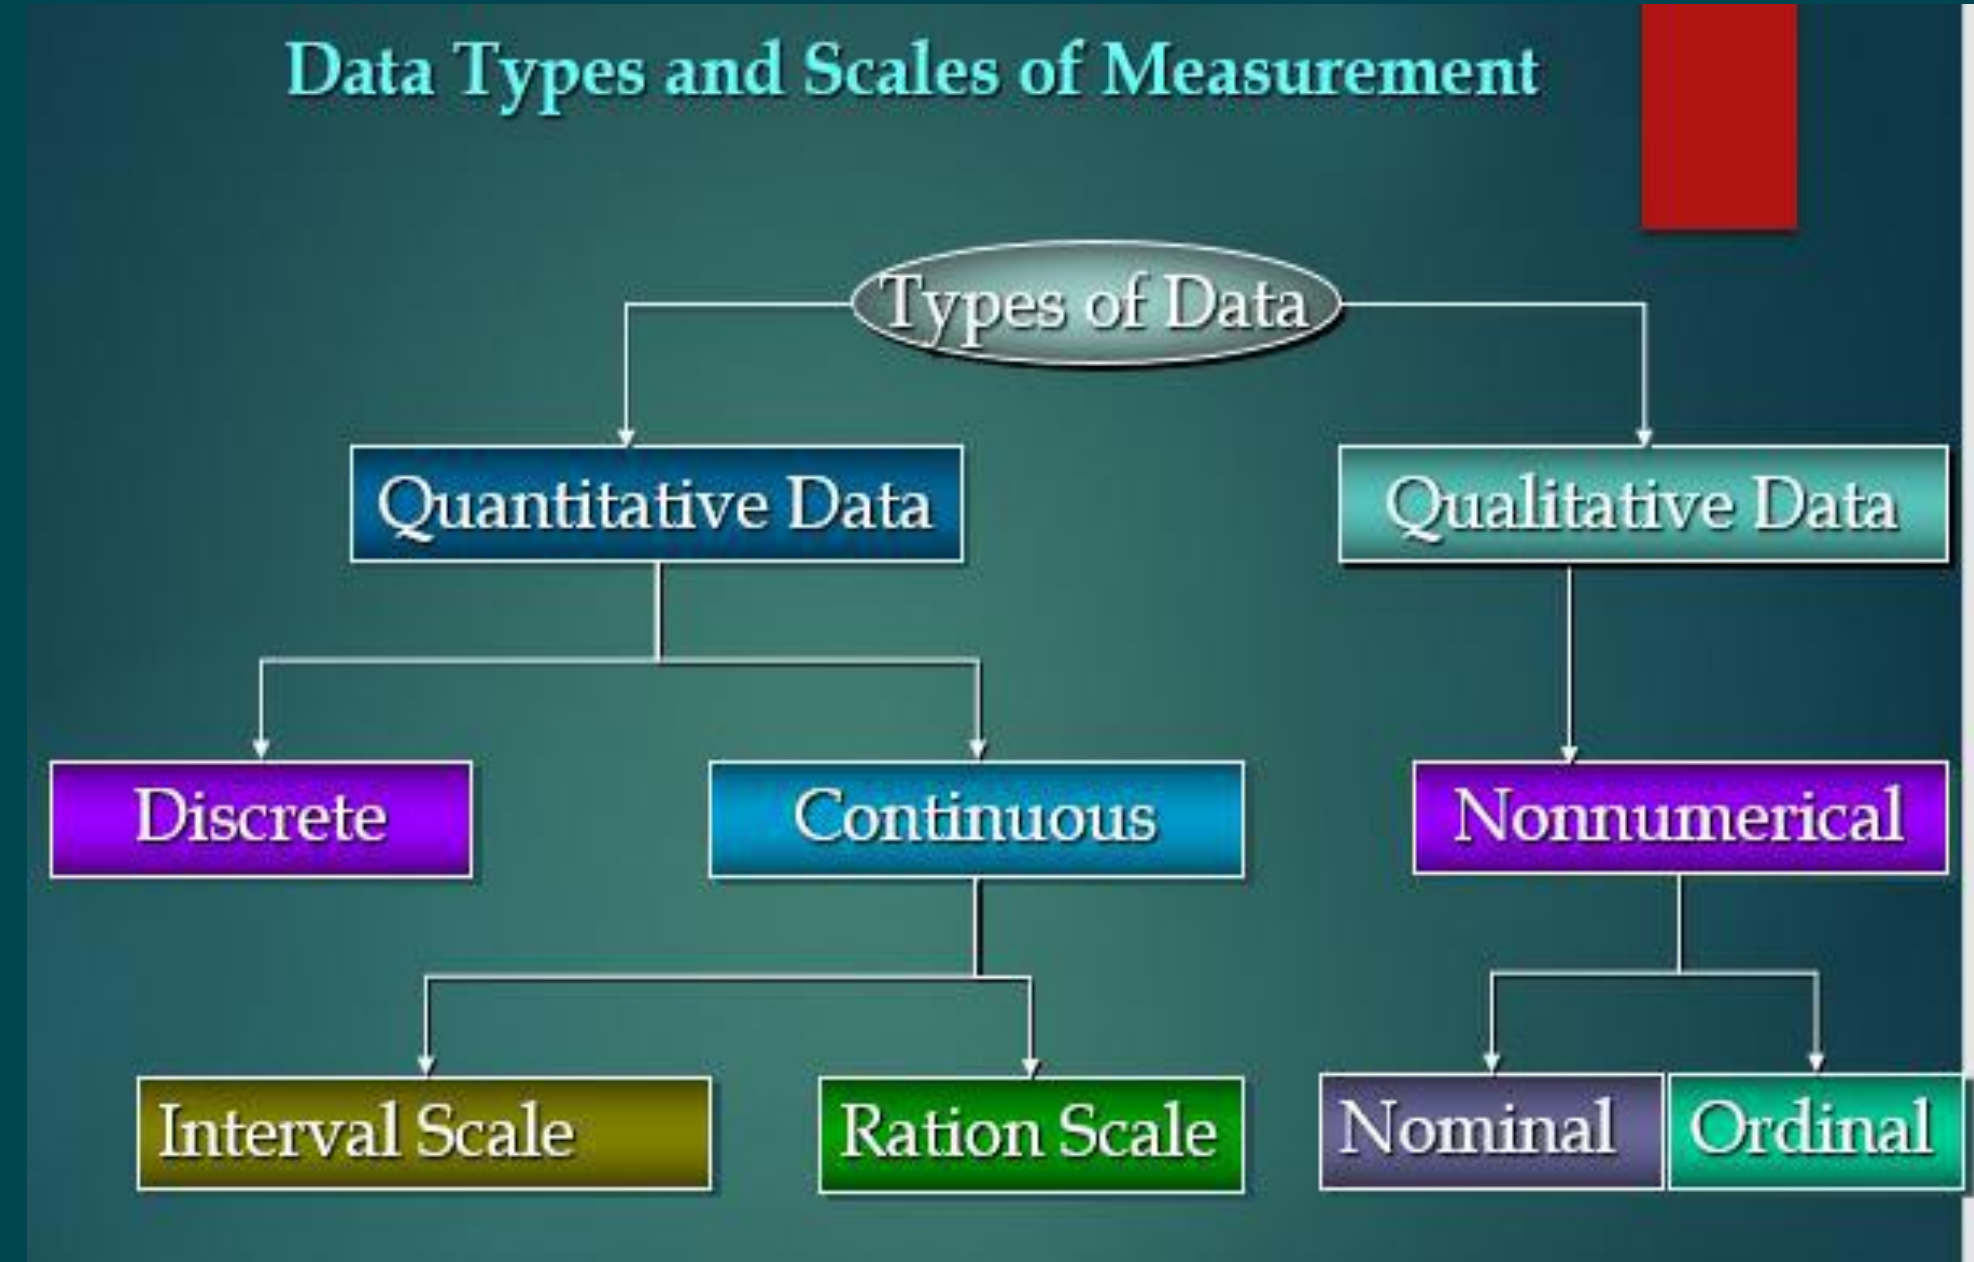 Data Types and Scales of Measurement
Types of Data
Quantitative Data
Qualitative Data
Discrete
Continuous
Nonnumerical
Interval Scale
Ration Scale
Nominal
Ordinal